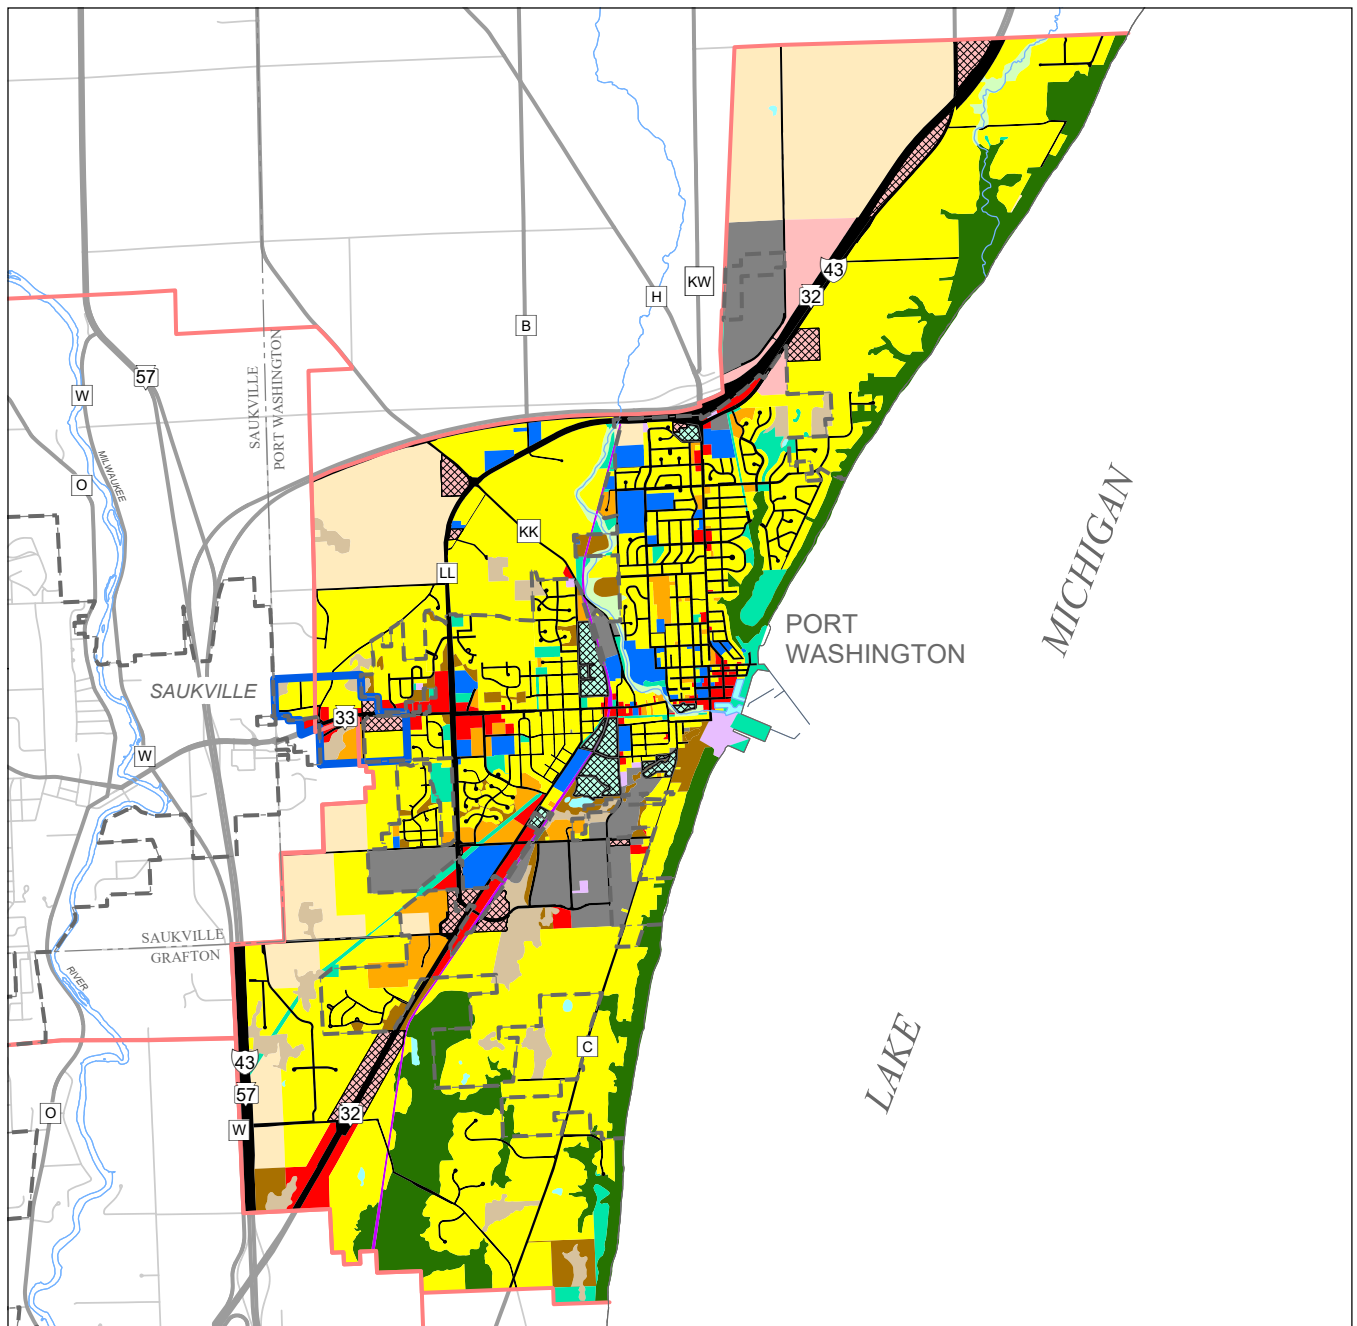 43
32
KW
H
B
57
W
SAUKVILLE
PORT WASHINGTON
O
MILWAUKEE
KK
LL
MICHIGAN
PORT
WASHINGTON
SAUKVILLE
33
W
SAUKVILLE
GRAFTON
RIVER
C
LAKE
43
57
32
O
W